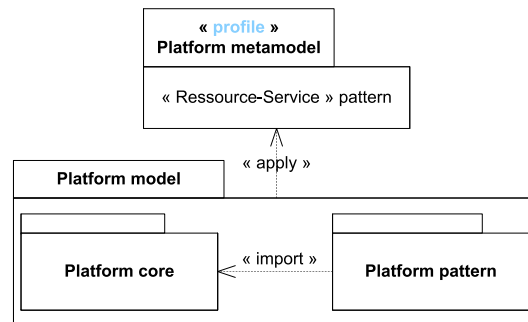 « profile »
Platform metamodel
« Ressource-Service » pattern
« apply »
Platform model
« import »
Platform core
Platform pattern